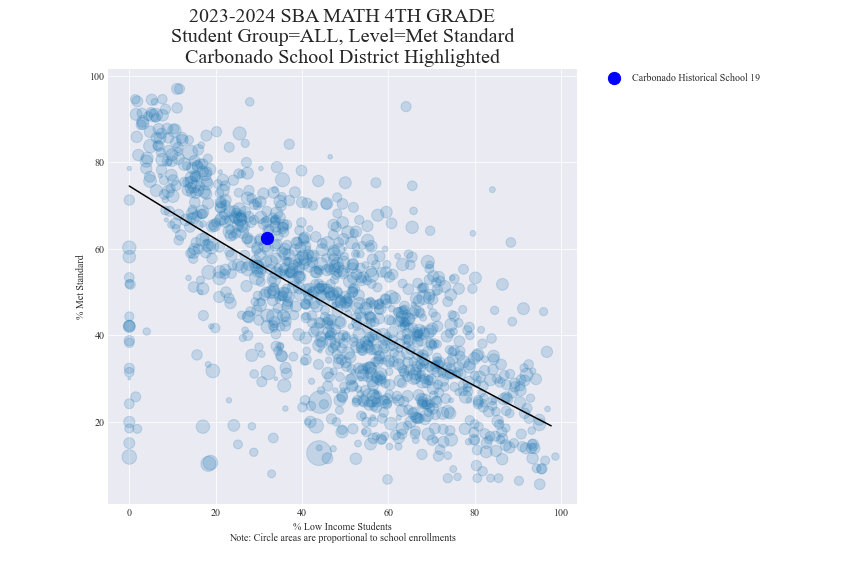 2023-2024 SBA MATH 4TH GRADE
Student Group=ALL, Level=Met Standard
Carbonado School District Highlighted
Carbonado Historical School 19
100
80
60
40
20
% Met Standard
0 20 40 60 80 100
% Low Income Students
Note: Circle areas are proportional to school enrollments